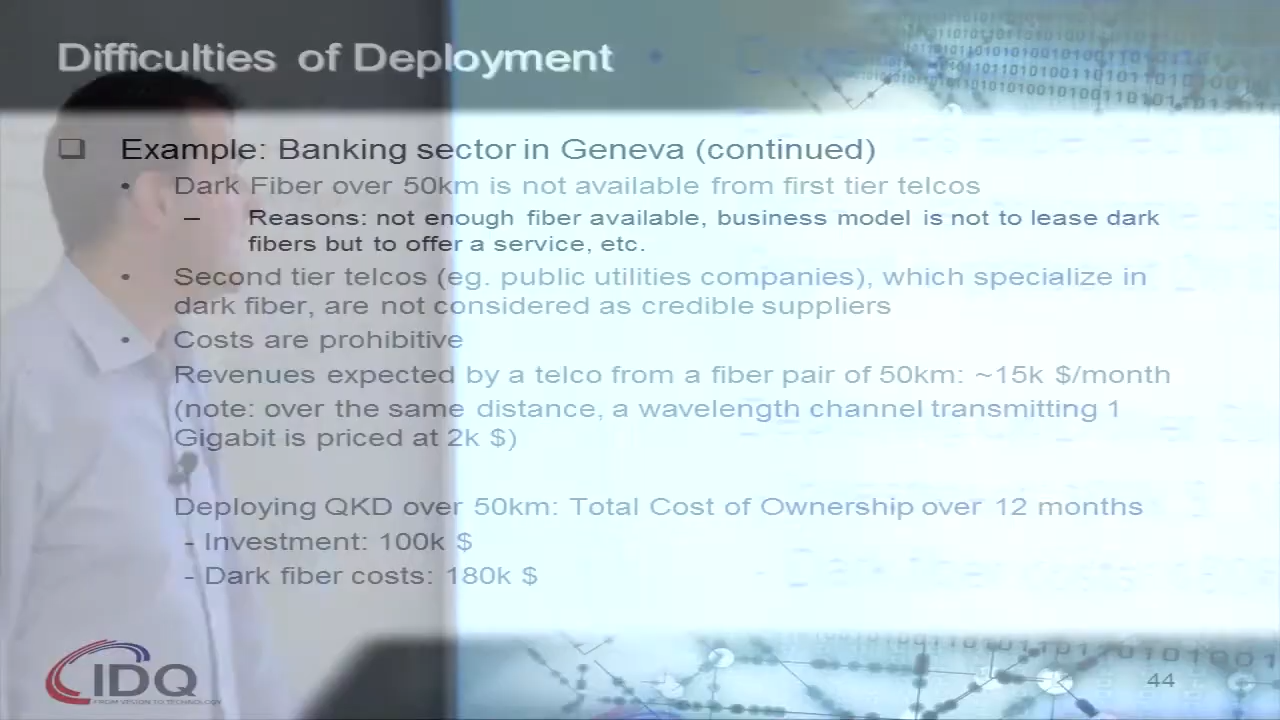 Difficulties of Deployment
❑ Example: Banking sector in Geneva (continued)
• Dark Fiber over 50km is not available from first tier telcos
– Reasons: not enough fiber available, business model is not to lease dark
fibers but to offer a service, etc.
• Second tier telcos (eg. public utilities companies), which specialize in
dark fiber, are not considered as credible suppliers
• Costs are prohibitive
Revenues expected by a telco from a fiber pair of 50km: ~15k $/month
(note: over the same distance, a wavelength channel transmitting 1
Gigabit is priced at 2k $)
Deploying QKD over 50km: Total Cost of Ownership over 12 months
- Investment: 100k $
- Dark fiber costs: 180k $
IDQ
FROM VISION TO TECHNOLOGY
44